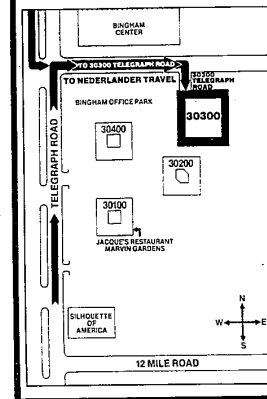 BINGHAM
CENTER
TO 30300 TELEGRAPH ROAD
TO NEDERLANDER TRAVEL
30300
TELEGRAPH
ROAD
BINGHAM OFFICE PARK
30300
30400
30200
TELEGRAPH ROAD
30100
JACQUE'S RESTAURANT
MARVIN GARDENS
SILHOUETTE
OF
AMERICA
N
W
E
S
12 MILE ROAD